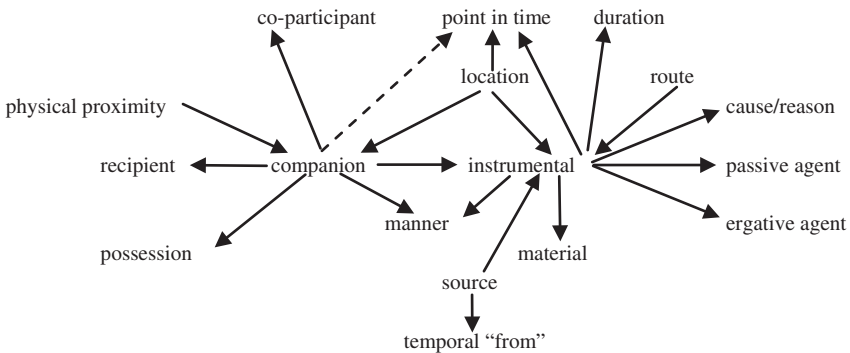 co-participant point in time duration
location route
physical proximity cause/reason
recipient companion instrumental passive agent
manner ergative agent
possession material
source
temporal “from”